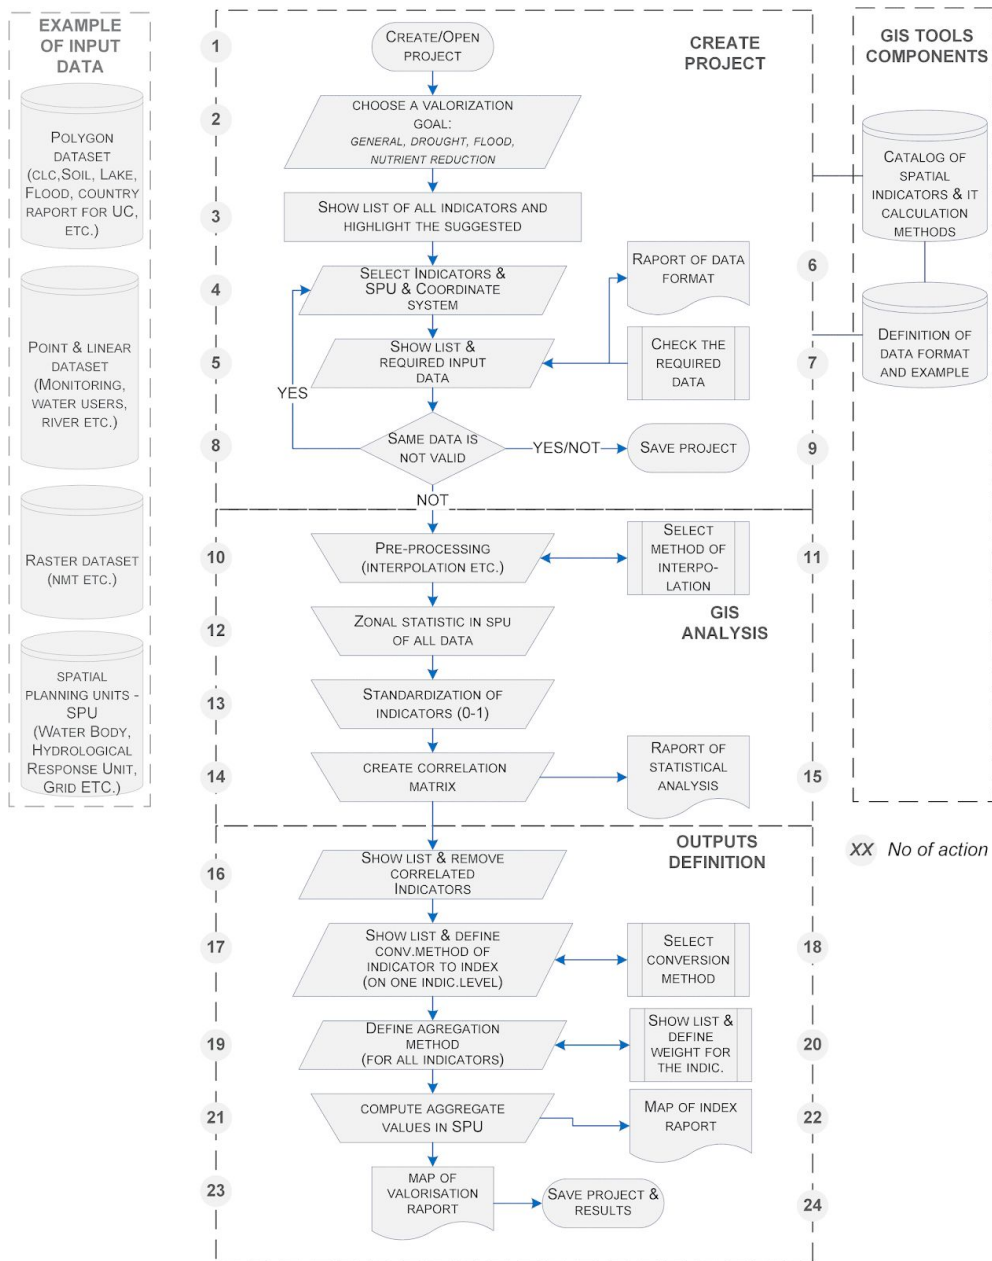 EXAMPLE
OF INPUT
DATA
POLYGON
DATASET
(CLC,SOIL, LAKE,
FLOOD, COUNTRY
RAPORT FOR UC,
ETC.)
POINT & LINEAR
DATASET
(MONITORING,
WATER USERS,
RIVER ETC.)
RASTER DATASET
(NMT ETC.)
SPATIAL
PLANNING UNITS -
SPU
(WATER BODY,
HYDROLOGICAL
RESPONSE UNIT,
GRID ETC.)
CREATE
PROJECT
1
CREATE/OPEN
PROJECT
2
CHOOSE A VALORIZATION
GOAL:
GENERAL, DROUGHT, FLOOD,
NUTRIENT REDUCTION
3
SHOW LIST OF ALL INDICATORS AND
HIGHLIGHT THE SUGGESTED
4
SELECT INDICATORS &
SPU & COORDINATE
SYSTEM
RAPORT OF DATA
FORMAT
6
5
SHOW LIST &
REQUIRED INPUT
DATA
CHECK THE
REQUIRED
DATA
7
YES
8
SAME DATA IS
NOT VALID
YES/NOT
SAVE PROJECT
9
NOT
10
PRE-PROCESSING
(INTERPOLATION ETC.)
SELECT
METHOD OF
INTERPO-
LATION
11
GIS
ANALYSIS
12
ZONAL STATISTIC IN SPU
OF ALL DATA
13
STANDARDIZATION OF
INDICATORS (0-1)
14
CREATE CORRELATION
MATRIX
RAPORT OF
STATISTICAL
ANALYSIS
15
OUTPUTS
DEFINITION
16
SHOW LIST & REMOVE
CORRELATED
INDICATORS
17
SHOW LIST & DEFINE
CONV.METHOD OF
INDICATOR TO INDEX
(ON ONE INDIC.LEVEL)
SELECT
CONVERSION
METHOD
18
19
DEFINE AGREGATION
METHOD
(FOR ALL INDICATORS)
SHOW LIST &
DEFINE
WEIGHT FOR
THE INDIC.
20
21
COMPUTE AGGREGATE
VALUES IN SPU
MAP OF INDEX
RAPORT
22
23
MAP OF
VALORISATION
RAPORT
SAVE PROJECT &
RESULTS
24
GIS TOOLS
COMPONENTS
CATALOG OF
SPATIAL
INDICATORS & IT
CALCULATION
METHODS
DEFINITION OF
DATA FORMAT
AND EXAMPLE
XX No of action